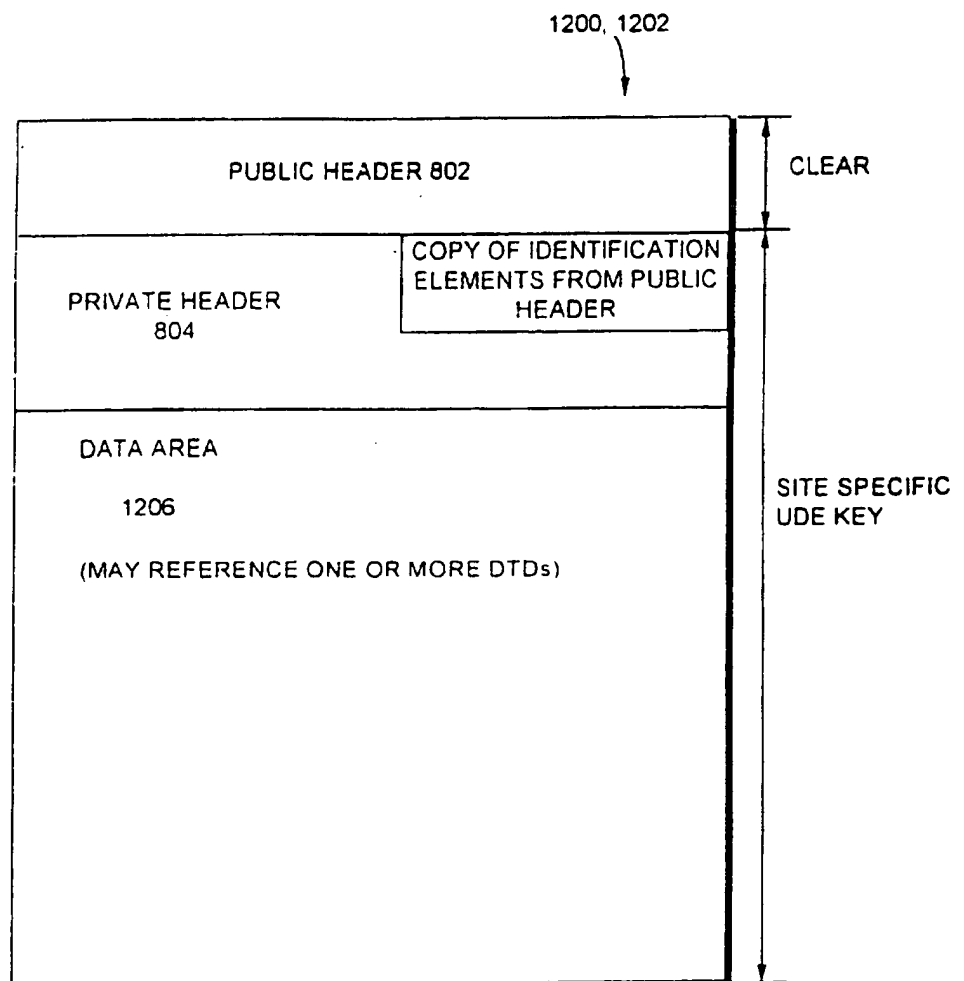 1200, 1202
PUBLIC HEADER 802
CLEAR
COPY OF IDENTIFICATION
ELEMENTS FROM PUBLIC
HEADER
PRIVATE HEADER
804
DATA AREA
1206
(MAY REFERENCE ONE OR MORE DTDs)
SITE SPECIFIC
UDE KEY